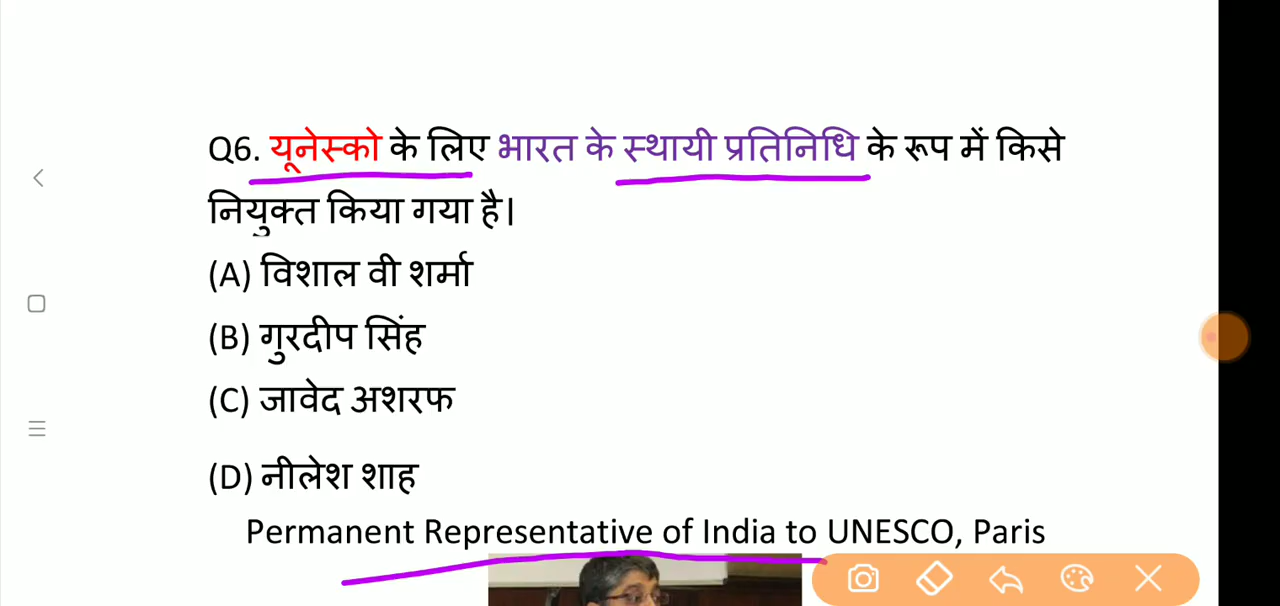 Q6. यूनेस्को के लिए भारत के स्थायी प्रतिनिधि के रूप में किसे
नियुक्त किया गया है।
(A) विशाल वी शर्मा
(B) गुरदीप सिंह
(C) जावेद अशरफ
(D) नीलेश शाह
Permanent Representative of India to UNESCO, Paris